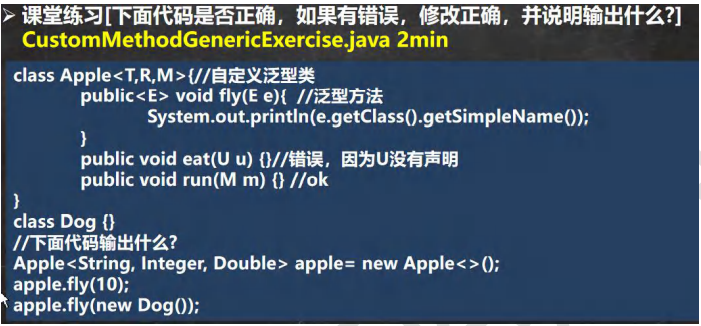 ➢ 课堂练习[下面代码是否正确，如果有错误，修改正确，并说明输出什么?]
CustomMethodGenericExercise.java 2min
class Apple<T,R,M>{//自定义泛型类
public<E> void fly(E e){ //泛型方法
System.out.println(e.getClass().getSimpleName());
}
public void eat(U u) {}//错误，因为U没有声明
public void run(M m) {} //ok
}
class Dog {}
//下面代码输出什么?
Apple<String, Integer, Double> apple= new Apple<>();
apple.fly(10);
apple.fly(new Dog());